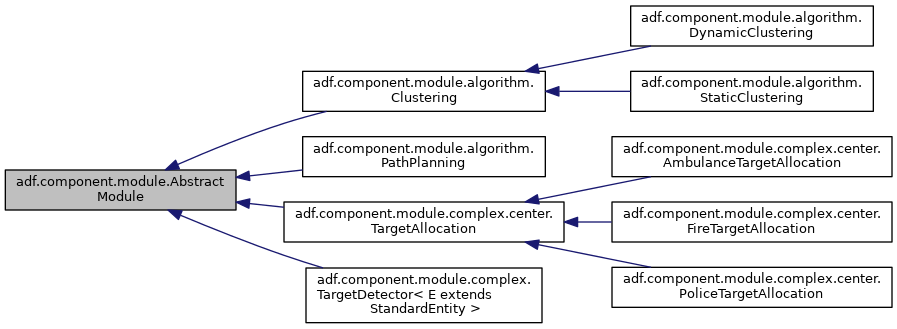 adf.component.module.algorithm.
DynamicClustering
adf.component.module.algorithm.
Clustering
adf.component.module.algorithm.
StaticClustering
adf.component.module.algorithm.
PathPlanning
adf.component.module.complex.center.
AmbulanceTargetAllocation
adf.component.module.Abstract
Module
adf.component.module.complex.center.
TargetAllocation
adf.component.module.complex.center.
FireTargetAllocation
adf.component.module.complex.
TargetDetector< E extends
StandardEntity >
adf.component.module.complex.center.
PoliceTargetAllocation